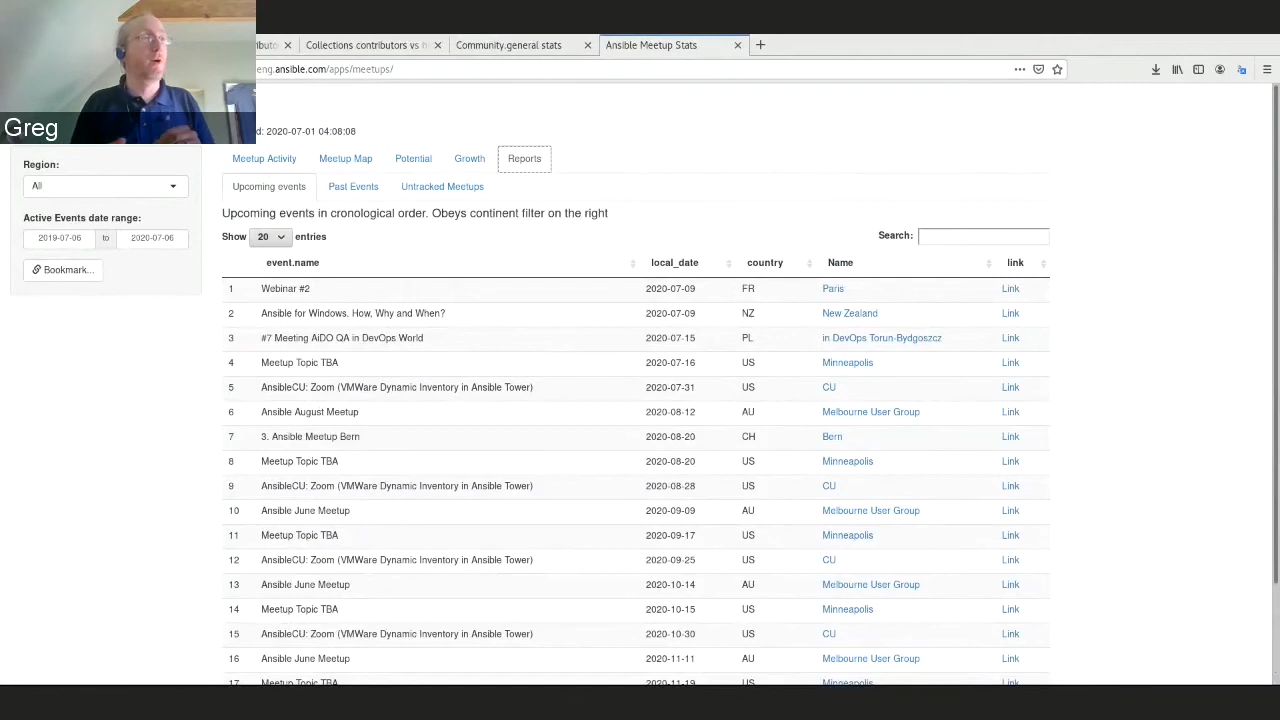 Collections contributors vs
Community.general stats
Ansible Meetup Stats
eng.ansible.com/apps/meetups/
Greg
d: 2020-07-01 04:08:08
Meetup Activity Meetup Map Potential Growth Reports
Region:
All
Active Events date range:
2019-07-06 to 2020-07-06
Bookmark...
Upcoming events Past Events Untracked Meetups
Upcoming events in cronological order. Obeys continent filter on the right
Show 20 entries Search:
event.name local_date country Name link
1 Webinar #2 2020-07-09 FR Paris Link
2 Ansible for Windows. How, Why and When? 2020-07-09 NZ New Zealand Link
3 #7 Meeting AiDO QA in DevOps World 2020-07-15 PL in DevOps Torun-Bydgoszcz Link
4 Meetup Topic TBA 2020-07-16 US Minneapolis Link
5 AnsibleCU: Zoom (VMWare Dynamic Inventory in Ansible Tower) 2020-07-31 US CU Link
6 Ansible August Meetup 2020-08-12 AU Melbourne User Group Link
7 3. Ansible Meetup Bern 2020-08-20 CH Bern Link
8 Meetup Topic TBA 2020-08-20 US Minneapolis Link
9 AnsibleCU: Zoom (VMWare Dynamic Inventory in Ansible Tower) 2020-08-28 US CU Link
10 Ansible June Meetup 2020-09-09 AU Melbourne User Group Link
11 Meetup Topic TBA 2020-09-17 US Minneapolis Link
12 AnsibleCU: Zoom (VMWare Dynamic Inventory in Ansible Tower) 2020-09-25 US CU Link
13 Ansible June Meetup 2020-10-14 AU Melbourne User Group Link
14 Meetup Topic TBA 2020-10-15 US Minneapolis Link
15 AnsibleCU: Zoom (VMWare Dynamic Inventory in Ansible Tower) 2020-10-30 US CU Link
16 Ansible June Meetup 2020-11-11 AU Melbourne User Group Link
17 Meetup Topic TBA 2020-11-19 US Minneapolis Link